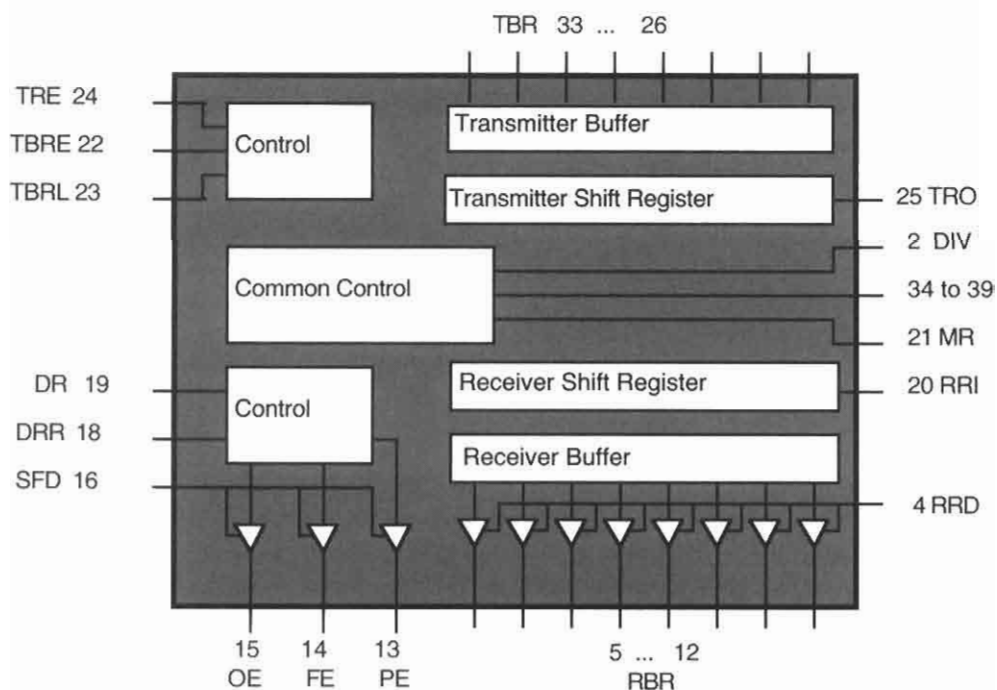 TBR 33 ... 26
TRE 24
Control
Transmitter Buffer
TBRE 22
TBRL 23
Transmitter Shift Register
25 TRO
2 DIV
Common Control
34 to 39
21 MR
DR 19
Control
Receiver Shift Register
20 RRI
DRR 18
Receiver Buffer
SFD 16
4 RRD
15 14 13
5 ... 12
OE FE PE
RBR